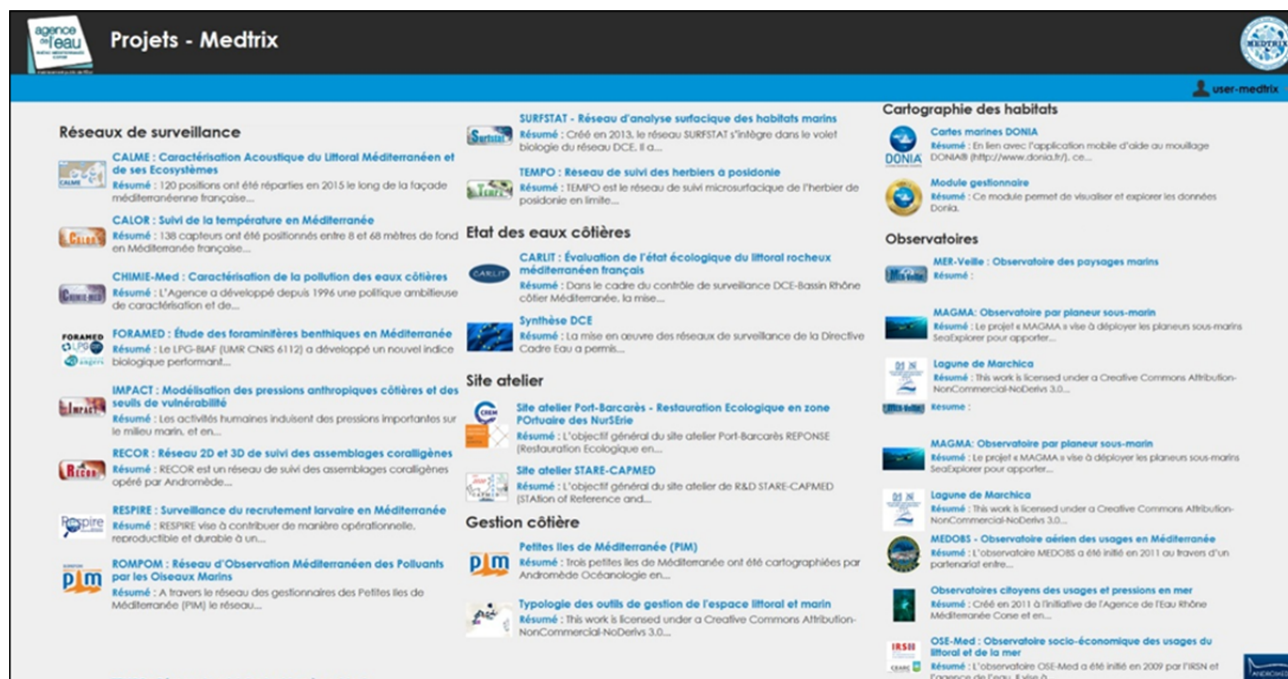 agence
de l'eau
Projets - Medtrix
MEDTRIX
user-medtrix
Réseaux de surveillance
CALME
CALME : Caractérisation Acoustique du Littoral Méditerranéen et
de ses Ecosystèmes
Résumé : 120 positions ont été réparties en 2015 le long de la façade
méditerranéenne française...
CALOR
CALOR : Suivi de la température en Méditerranée
Résumé : 138 capteurs ont été positionnés entre 8 et 68 mètres de fond
en Méditerranée française...
CHIMIE-MED
CHIMIE-Med : Caractérisation de la pollution des eaux côtières
Résumé : L'Agence a développé depuis 1996 une politique ambitieuse
de caractérisation et de...
FORAMED
LPG
angers
FORAMED : Étude des foraminifères benthiques en Méditerranée
Résumé : Le LPG-BIAF (UMR CNRS 6112) a développé un nouvel indice
biologique performant...
IMPACT
IMPACT : Modélisation des pressions anthropiques côtières et des
seuils de vulnérabilité
Résumé : Les activités humaines induisent des pressions importantes sur
le milieu marin, et en...
RECOR
RECOR : Réseau 2D et 3D de suivi des assemblages coralligènes
Résumé : RECOR est un réseau de suivi des assemblages coralligènes
opéré par Andromède...
Respire
RESPIRE : Surveillance du recrutement larvaire en Méditerranée
Résumé : RESPIRE vise à contribuer de manière opérationnelle,
reproductible et durable à un...
PIM
ROMPOM : Réseau d'Observation Méditerranéen des Polluants
par les Oiseaux Marins
Résumé : A travers le réseau des gestionnaires des Petites Iles de
Méditerranée (PIM) le réseau...
Surfstat
SURFSTAT - Réseau d'analyse surfacique des habitats marins
Résumé : Créé en 2013, le réseau SURFSTAT s"intègre dans le volet
biologie du réseau DCE. Il a...
TEMPO
TEMPO : Réseau de suivi des herbiers à posidonie
Résumé : TEMPO est le réseau de suivi microsurfacique de l'herbier de
posidonie en limite...
Etat des eaux côtières
CARLIT
CARLIT : Évaluation de l'état écologique du littoral rocheux
méditerranéen français
Résumé : Dans le cadre du contrôle de surveillance DCE-Bassin Rhône
côtier Méditerranée, la mise...
Synthèse DCE
Résumé : La mise en œuvre des réseaux de surveillance de la Directive
Cadre Eau a permis...
Site atelier
CREM
Site atelier Port-Barcarès - Restauration Ecologique en zone
POrtuaire des NurSErie
Résumé : L'objectif général du site atelier Port-Barcarès REPONSE
(Restauration Ecologique en...
CAPMED
Site atelier STARE-CAPMED
Résumé : L'objectif général du site atelier de R&D STARE-CAPMED
(STAtion of Reference and...
Gestion côtière
PIM
Petites Iles de Méditerranée (PIM)
Résumé : Trois petites îles de Méditerranée ont été cartographiées par
Andromède Océanologie en...
Typologie des outils de gestion de l'espace littoral et marin
Résumé : This work is licensed under a Creative Commons Attribution-
NonCommercial-NoDerivs 3.0...
Cartographie des habitats
DONIA
Cartes marines DONIA
Résumé : En lien avec l'application mobile d'aide au mouillage
DONIA® (http://www.donia.fr/), ce...
Module gestionnaire
Résumé : Ce module permet de visualiser et explorer les données
Donia.
Observatoires
MER-Veille
MER-Veille : Observatoire des paysages marins
Résumé :
MAGMA: Observatoire par planeur sous-marin
Résumé : Le projet « MAGMA » vise à déployer les planeurs sous-marins
SeaExplorer pour apporter...
Lagune de Marchica
Résumé : This work is licensed under a Creative Commons Attribution-
NonCommercial-NoDerivs 3.0...
MER-Veille
Résumé :
MAGMA: Observatoire par planeur sous-marin
Résumé : Le projet « MAGMA » vise à déployer les planeurs sous-marins
SeaExplorer pour apporter...
Lagune de Marchica
Résumé : This work is licensed under a Creative Commons Attribution-
NonCommercial-NoDerivs 3.0...
MEDOBS - Observatoire aérien des usages en Méditerranée
Résumé : L'observatoire MEDOBS a été initié en 2011 au travers d'un
partenariat entre...
Observatoires citoyens des usages et pressions en mer
Résumé : Créé en 2011 à l'initiative de l'Agence de l'Eau Rhône
Méditerranée Corse et en...
IRSN
CEARC
OSE-Med : Observatoire socio-économique des usages du
littoral et de la mer
Résumé : L'observatoire OSE-Med a été initié en 2009 par l'IRSN et
l'agence de l'eau. Il vise à...